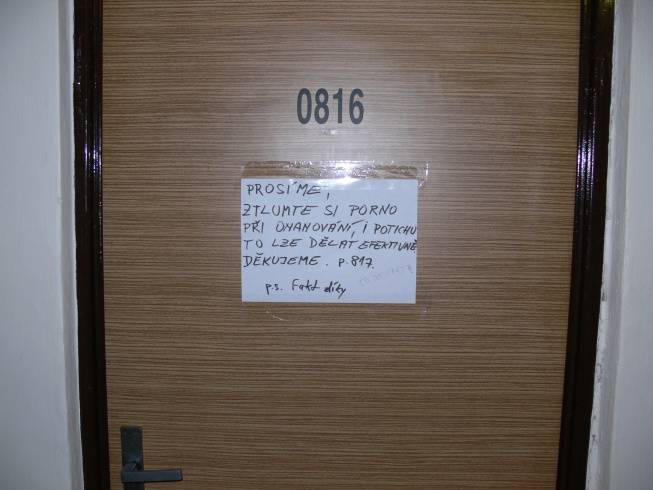 0816
PROSÍME,
ZTLUMTE SI PORNO
PŘI ONANOVÁNÍ, I POTICHU
TO LZE DĚLAT EFEKTIVNĚ
DĚKUJEME. P.817.
p.s. Fakt díky